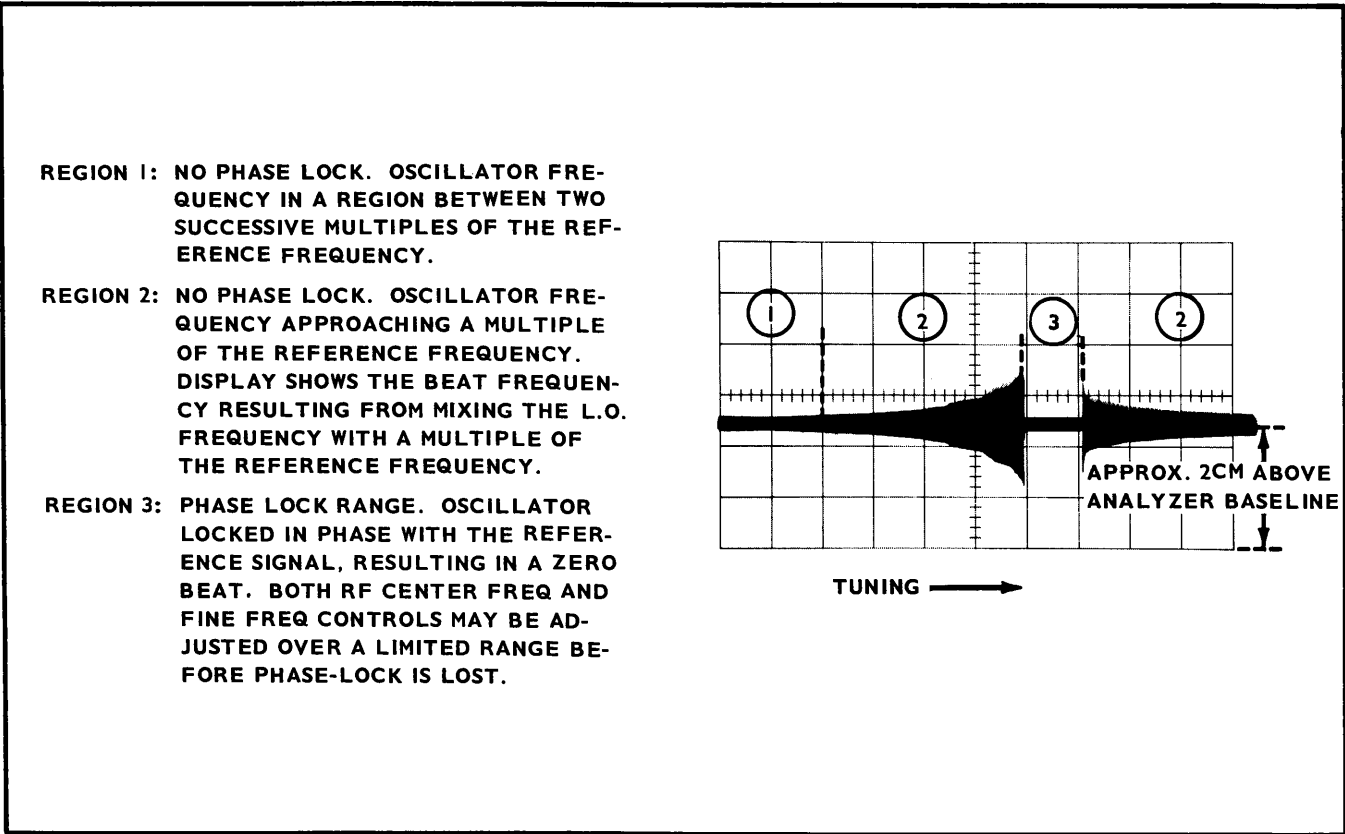 REGION 1: NO PHASE LOCK. OSCILLATOR FRE-
QUENCY IN A REGION BETWEEN TWO
SUCCESSIVE MULTIPLES OF THE REF-
ERENCE FREQUENCY.
REGION 2: NO PHASE LOCK. OSCILLATOR FRE-
QUENCY APPROACHING A MULTIPLE
OF THE REFERENCE FREQUENCY.
DISPLAY SHOWS THE BEAT FREQUEN-
CY RESULTING FROM MIXING THE L.O.
FREQUENCY WITH A MULTIPLE OF
THE REFERENCE FREQUENCY.
REGION 3: PHASE LOCK RANGE. OSCILLATOR
LOCKED IN PHASE WITH THE REFER-
ENCE SIGNAL, RESULTING IN A ZERO
BEAT. BOTH RF CENTER FREQ AND
FINE FREQ CONTROLS MAY BE AD-
JUSTED OVER A LIMITED RANGE BE-
FORE PHASE-LOCK IS LOST.
1 2 3 2
APPROX. 2CM ABOVE
ANALYZER BASELINE
TUNING